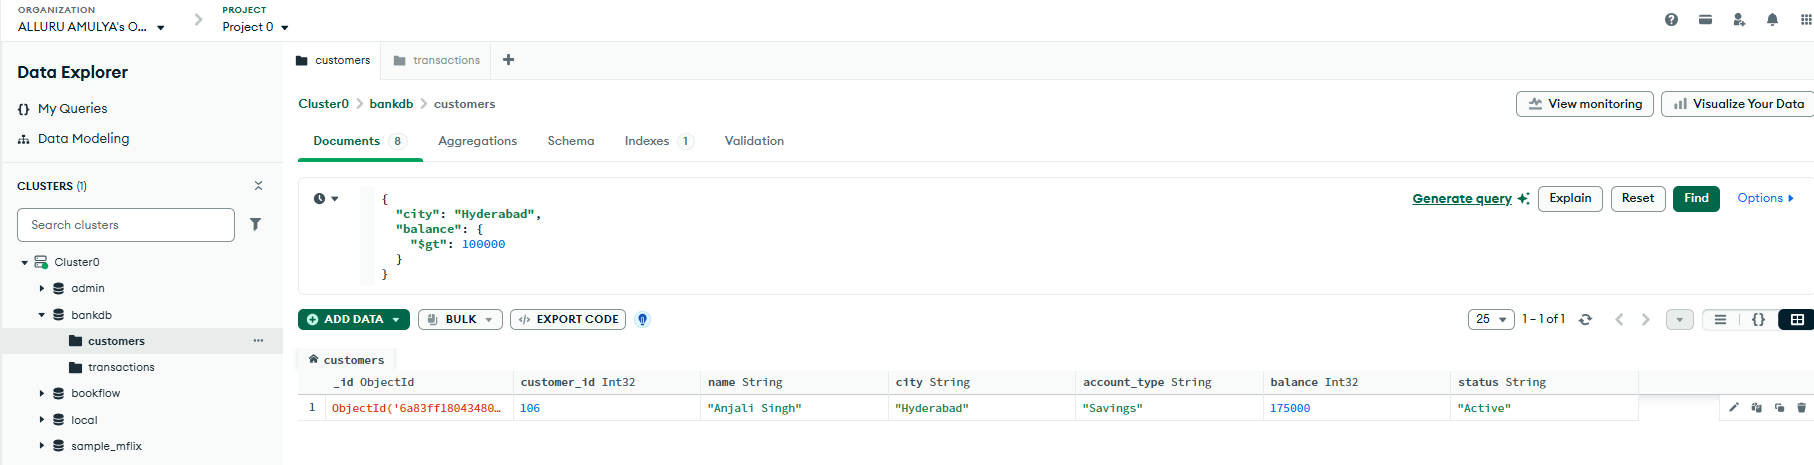 ORGANIZATION
ALLURU AMULYA's O...
PROJECT
Project 0
Data Explorer
My Queries
Data Modeling
CLUSTERS (1)
Search clusters
Cluster0
admin
bankdb
customers
transactions
bookflow
local
sample_mflix
customers
transactions
Cluster0 > bankdb > customers
View monitoring
Visualize Your Data
Documents 8
Aggregations
Schema
Indexes 1
Validation
{
"city": "Hyderabad",
"balance": {
"$gt": 100000
}
}
Generate query
Explain
Reset
Find
Options
ADD DATA
BULK
EXPORT CODE
25
1 – 1 of 1
customers
_id ObjectId customer_id Int32 name String city String account_type String balance Int32 status String
1 ObjectId('6a83ff18043480... 106 "Anjali Singh" "Hyderabad" "Savings" 175000 "Active"